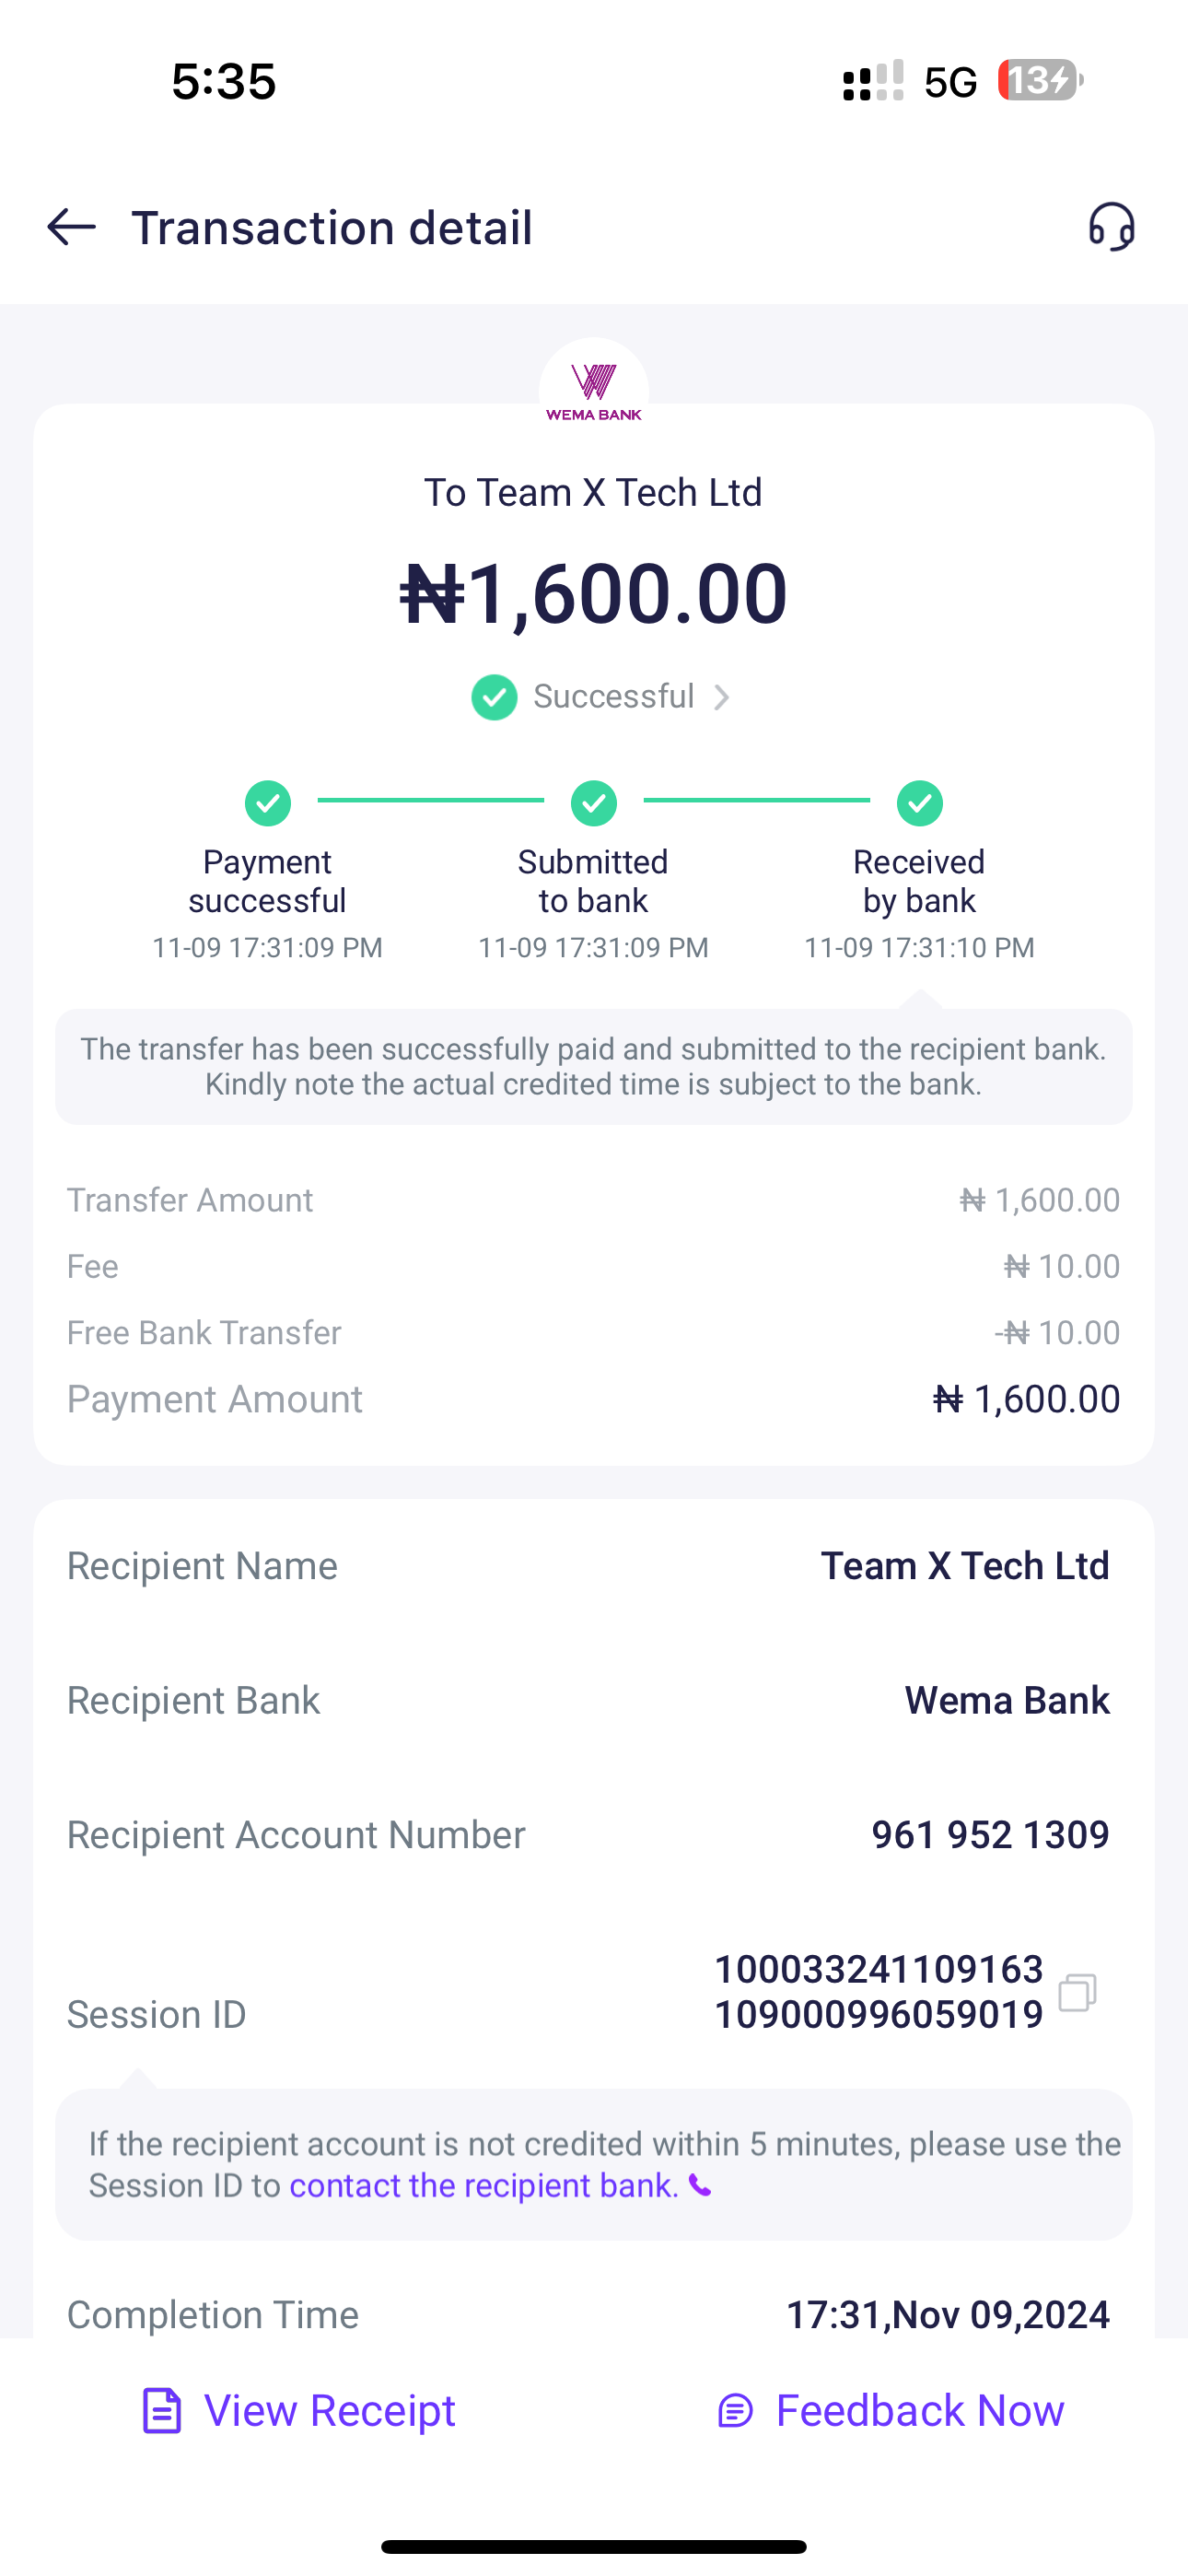 5:35
5G 13
Transaction detail
WEMA BANK
To Team X Tech Ltd
₦1,600.00
Successful
Payment
successful
11-09 17:31:09 PM
Submitted
to bank
11-09 17:31:09 PM
Received
by bank
11-09 17:31:10 PM
The transfer has been successfully paid and submitted to the recipient bank.
Kindly note the actual credited time is subject to the bank.
Transfer Amount ₦ 1,600.00
Fee ₦ 10.00
Free Bank Transfer -₦ 10.00
Payment Amount ₦ 1,600.00
Recipient Name Team X Tech Ltd
Recipient Bank Wema Bank
Recipient Account Number 961 952 1309
100033241109163
Session ID 109000996059019
If the recipient account is not credited within 5 minutes, please use the
Session ID to contact the recipient bank.
Completion Time 17:31,Nov 09,2024
View Receipt Feedback Now